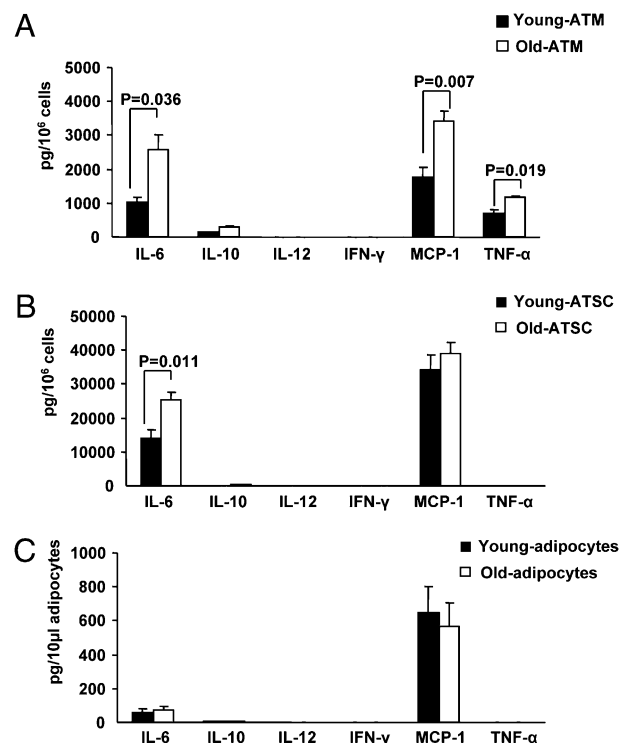 A
Young-ATM
Old-ATM
pg/10⁶ cells
5000
4000
3000
2000
1000
0
P=0.036
P=0.007
P=0.019
IL-6 IL-10 IL-12 IFN-γ MCP-1 TNF-α
B
Young-ATSC
Old-ATSC
pg/10⁶ cells
50000
40000
30000
20000
10000
0
P=0.011
IL-6 IL-10 IL-12 IFN-γ MCP-1 TNF-α
C
Young-adipocytes
Old-adipocytes
pg/10μl adipocytes
1000
800
600
400
200
0
IL-6 IL-10 IL-12 IFN-γ MCP-1 TNF-α